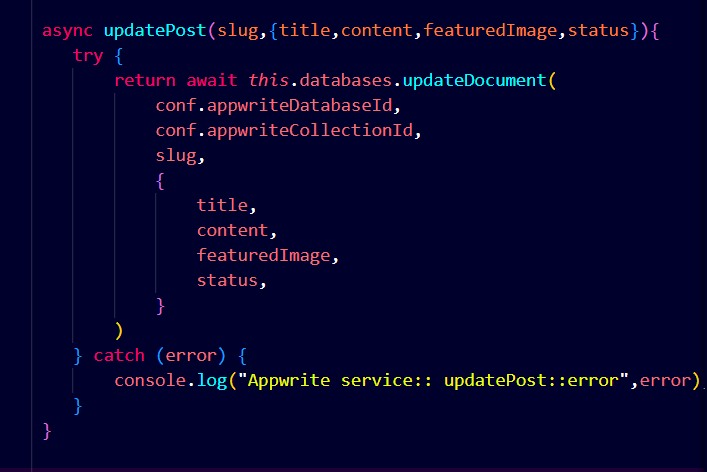 async updatePost(slug,{title,content,featuredImage,status}){
try {
return await this.databases.updateDocument(
conf.appwriteDatabaseId,
conf.appwriteCollectionId,
slug,
{
title,
content,
featuredImage,
status,
}
)
} catch (error) {
console.log("Appwrite service:: updatePost::error",error)
}
}